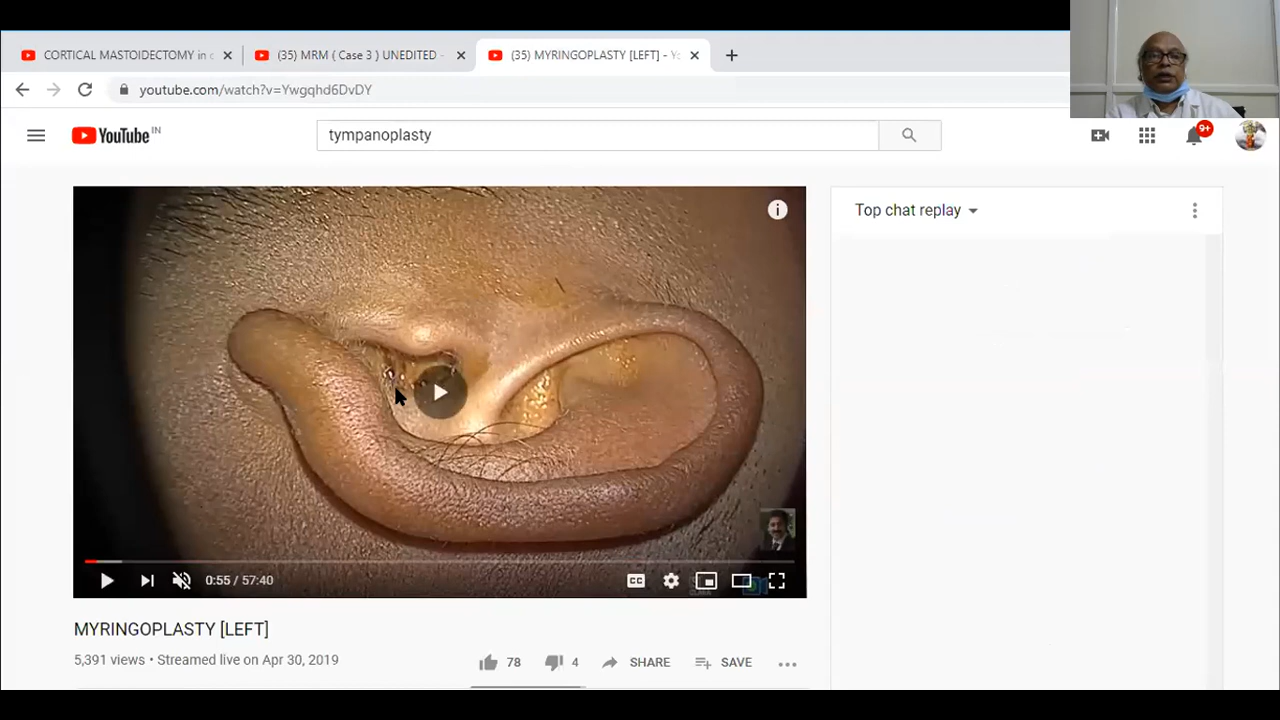 CORTICAL MASTOIDECTOMY in c
(35) MRM ( Case 3 ) UNEDITED -
(35) MYRINGOPLASTY [LEFT] - Yo
youtube.com/watch?v=Ywgqhd6DvDY
YouTube IN
tympanoplasty
9+
Top chat replay
0:55 / 57:40
CC
MYRINGOPLASTY [LEFT]
5,391 views • Streamed live on Apr 30, 2019
78
4
SHARE
SAVE